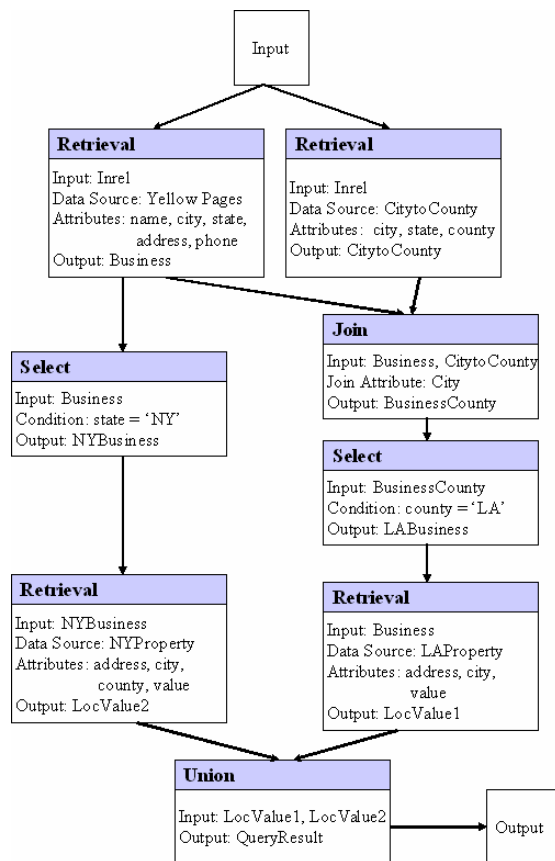 Input
Retrieval
Input: Inrel
Data Source: Yellow Pages
Attributes: name, city, state,
address, phone
Output: Business
Retrieval
Input: Inrel
Data Source: CitytoCounty
Attributes: city, state, county
Output: CitytoCounty
Select
Input: Business
Condition: state = ‘NY’
Output: NYBusiness
Join
Input: Business, CitytoCounty
Join Attribute: City
Output: BusinessCounty
Select
Input: BusinessCounty
Condition: county = ‘LA’
Output: LABusiness
Retrieval
Input: NYBusiness
Data Source: NYProperty
Attributes: address, city,
county, value
Output: LocValue2
Retrieval
Input: Business
Data Source: LAProperty
Attributes: address, city,
value
Output: LocValue1
Union
Input: LocValue1, LocValue2
Output: QueryResult
Output